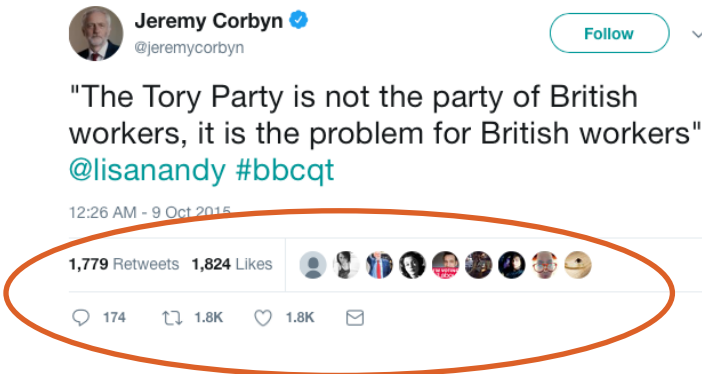 Jeremy Corbyn
@jeremycorbyn
Follow
"The Tory Party is not the party of British
workers, it is the problem for British workers"
@lisanandy #bbcqt
12:26 AM - 9 Oct 2015
1,779 Retweets 1,824 Likes
174 1.8K 1.8K